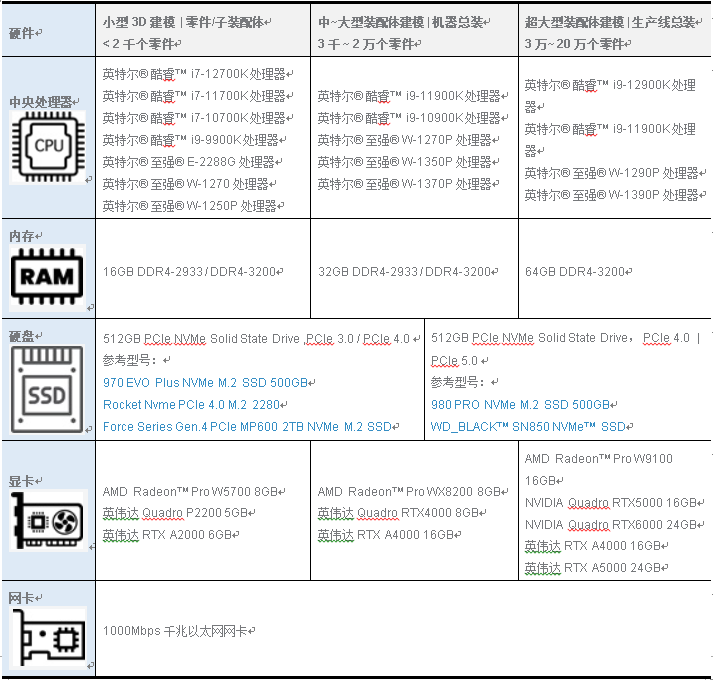 硬件
小型 3D 建模 | 零件/子装配体
< 2 千个零件
中~大型装配体建模 | 机器总装
3 千 ~ 2 万个零件
超大型装配体建模 | 生产线总装
3 万~ 20 万个零件
中央处理器
CPU
英特尔® 酷睿™ i7-12700K 处理器
英特尔® 酷睿™ i7-11700K 处理器
英特尔® 酷睿™ i7-10700K 处理器
英特尔® 酷睿™ i9-9900K 处理器
英特尔® 至强® E-2288G 处理器
英特尔® 至强® W-1270 处理器
英特尔® 至强® W-1250P 处理器
英特尔® 酷睿™ i9-11900K 处理器
英特尔® 酷睿™ i9-10900K 处理器
英特尔® 至强® W-1270P 处理器
英特尔® 至强® W-1350P 处理器
英特尔® 至强® W-1370P 处理器
英特尔® 酷睿™ i9-12900K 处理
器
英特尔® 酷睿™ i9-11900K 处理
器
英特尔® 至强® W-1290P 处理器
英特尔® 至强® W-1390P 处理器
内存
RAM
16GB DDR4-2933 / DDR4-3200
32GB DDR4-2933 / DDR4-3200
64GB DDR4-3200
硬盘
SSD
512GB PCIe NVMe Solid State Drive ,PCIe 3.0 / PCIe 4.0
参考型号：
970 EVO Plus NVMe M.2 SSD 500GB
Rocket Nvme PCIe 4.0 M.2 2280
Force Series Gen.4 PCIe MP600 2TB NVMe M.2 SSD
512GB PCIe NVMe Solid State Drive， PCIe 4.0 |
PCIe 5.0
参考型号：
980 PRO NVMe M.2 SSD 500GB
WD_BLACK™ SN850 NVMe™ SSD
显卡
AMD Radeon™ Pro W5700 8GB
英伟达 Quadro P2200 5GB
英伟达 RTX A2000 6GB
AMD Radeon™ Pro WX8200 8GB
英伟达 Quadro RTX4000 8GB
英伟达 RTX A4000 16GB
AMD Radeon™ Pro W9100
16GB
NVIDIA Quadro RTX5000 16GB
NVIDIA Quadro RTX6000 24GB
英伟达 RTX A4000 16GB
英伟达 RTX A5000 24GB
网卡
1000Mbps 千兆以太网网卡